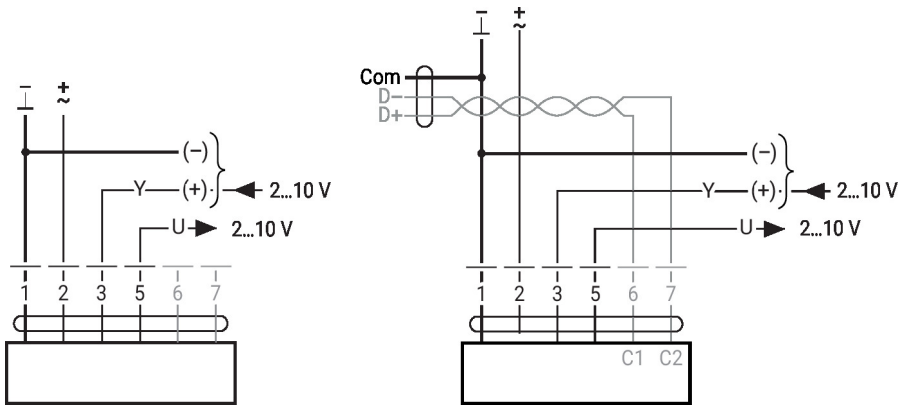 – + ~
(–)
Y (+) 2...10 V
U 2...10 V
1 2 3 5 6 7
– + ~
Com
D–
D+
(–)
Y (+) 2...10 V
U 2...10 V
1 2 3 5 6 7
C1 C2